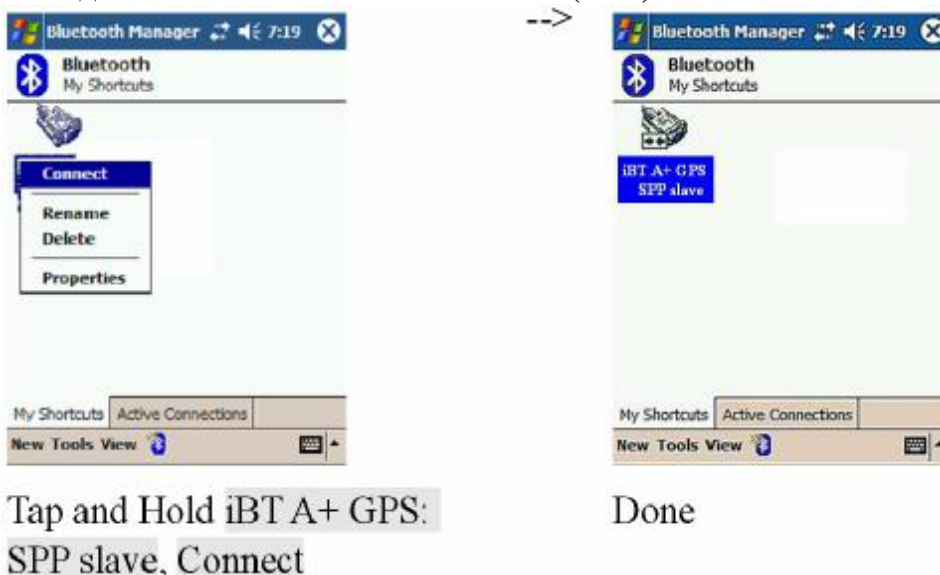 -->
Bluetooth Manager 7:19
Bluetooth
My Shortcuts
Connect
Rename
Delete
Properties
My Shortcuts Active Connections
New Tools View
Tap and Hold iBT A+ GPS:
SPP slave, Connect
Bluetooth Manager 7:19
Bluetooth
My Shortcuts
iBT A+ GPS
SPP slave
My Shortcuts Active Connections
New Tools View
Done